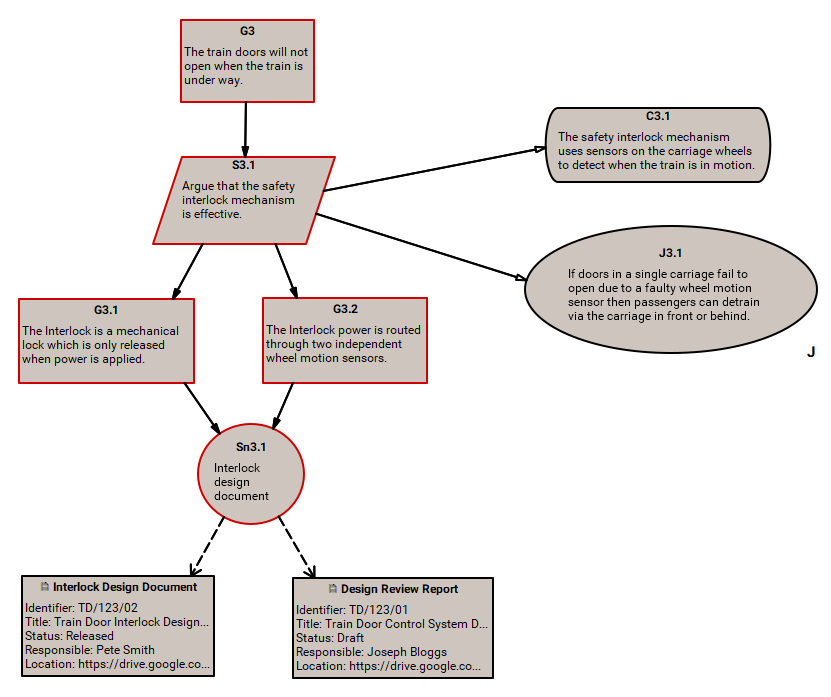 G3
The train doors will not
open when the train is
under way.
C3.1
The safety interlock mechanism
uses sensors on the carriage wheels
to detect when the train is in motion.
S3.1
Argue that the safety
interlock mechanism
is effective.
J3.1
If doors in a single carriage fail to
open due to a faulty wheel motion
sensor then passengers can detrain
via the carriage in front or behind.
J
G3.1
The Interlock is a mechanical
lock which is only released
when power is applied.
G3.2
The Interlock power is routed
through two independent
wheel motion sensors.
Sn3.1
Interlock
design
document
Interlock Design Document
Identifier: TD/123/02
Title: Train Door Interlock Design...
Status: Released
Responsible: Pete Smith
Location: https://drive.google.co...
Design Review Report
Identifier: TD/123/01
Title: Train Door Control System D...
Status: Draft
Responsible: Joseph Bloggs
Location: https://drive.google.co...